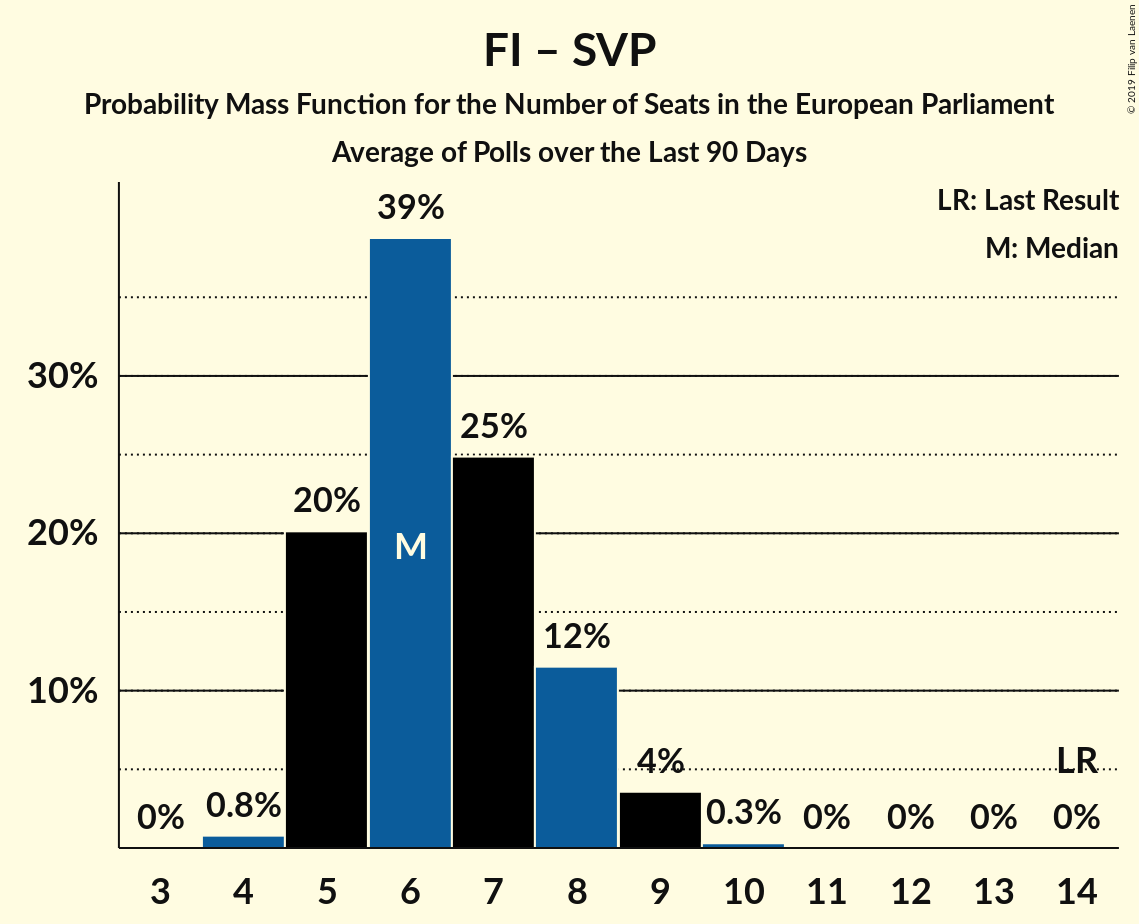 FI – SVP
Probability Mass Function for the Number of Seats in the European Parliament
Average of Polls over the Last 90 Days
© 2019 Filip van Laenen
LR: Last Result
M: Median
39%
30%
25%
20%
20%
M
12%
10%
4%
LR
0%
0.8%
0.3%
0%
0%
0%
0%
3 4 5 6 7 8 9 10 11 12 13 14